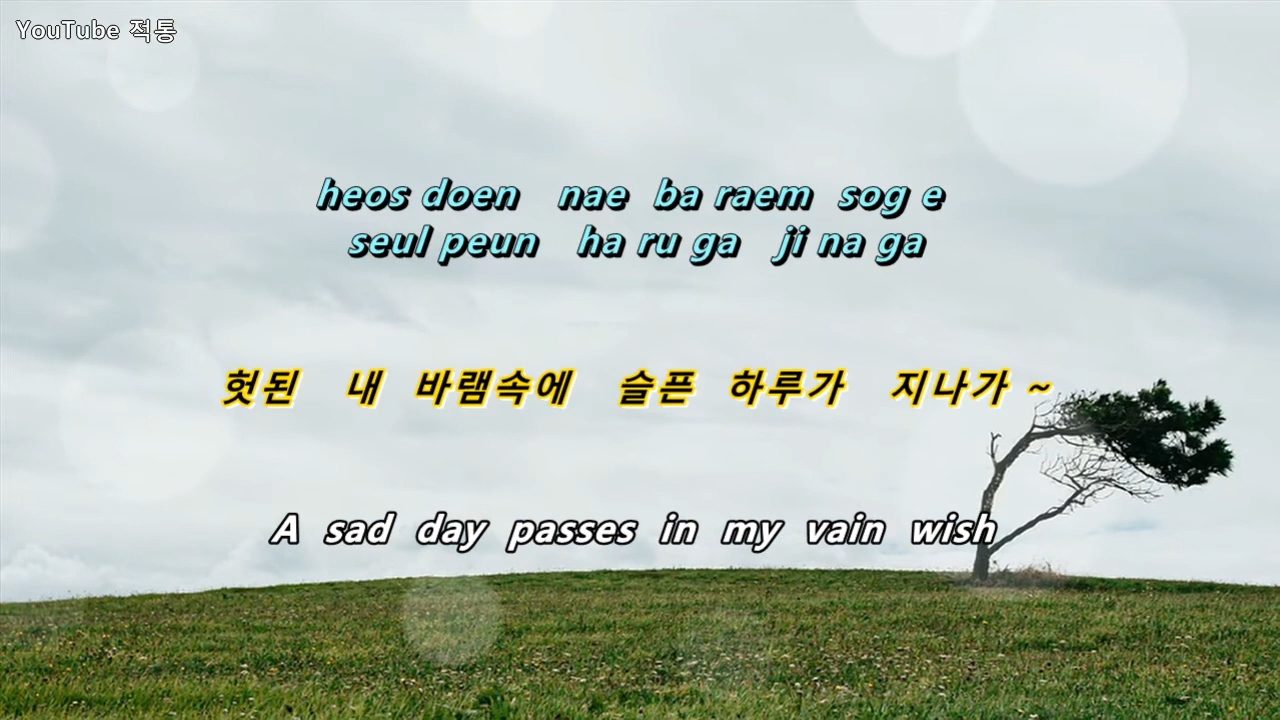 YouTube 적통
heos doen nae ba raem sog e
seul peun ha ru ga ji na ga
헛된 내 바램속에 슬픈 하루가 지나가 ~
A sad day passes in my vain wish